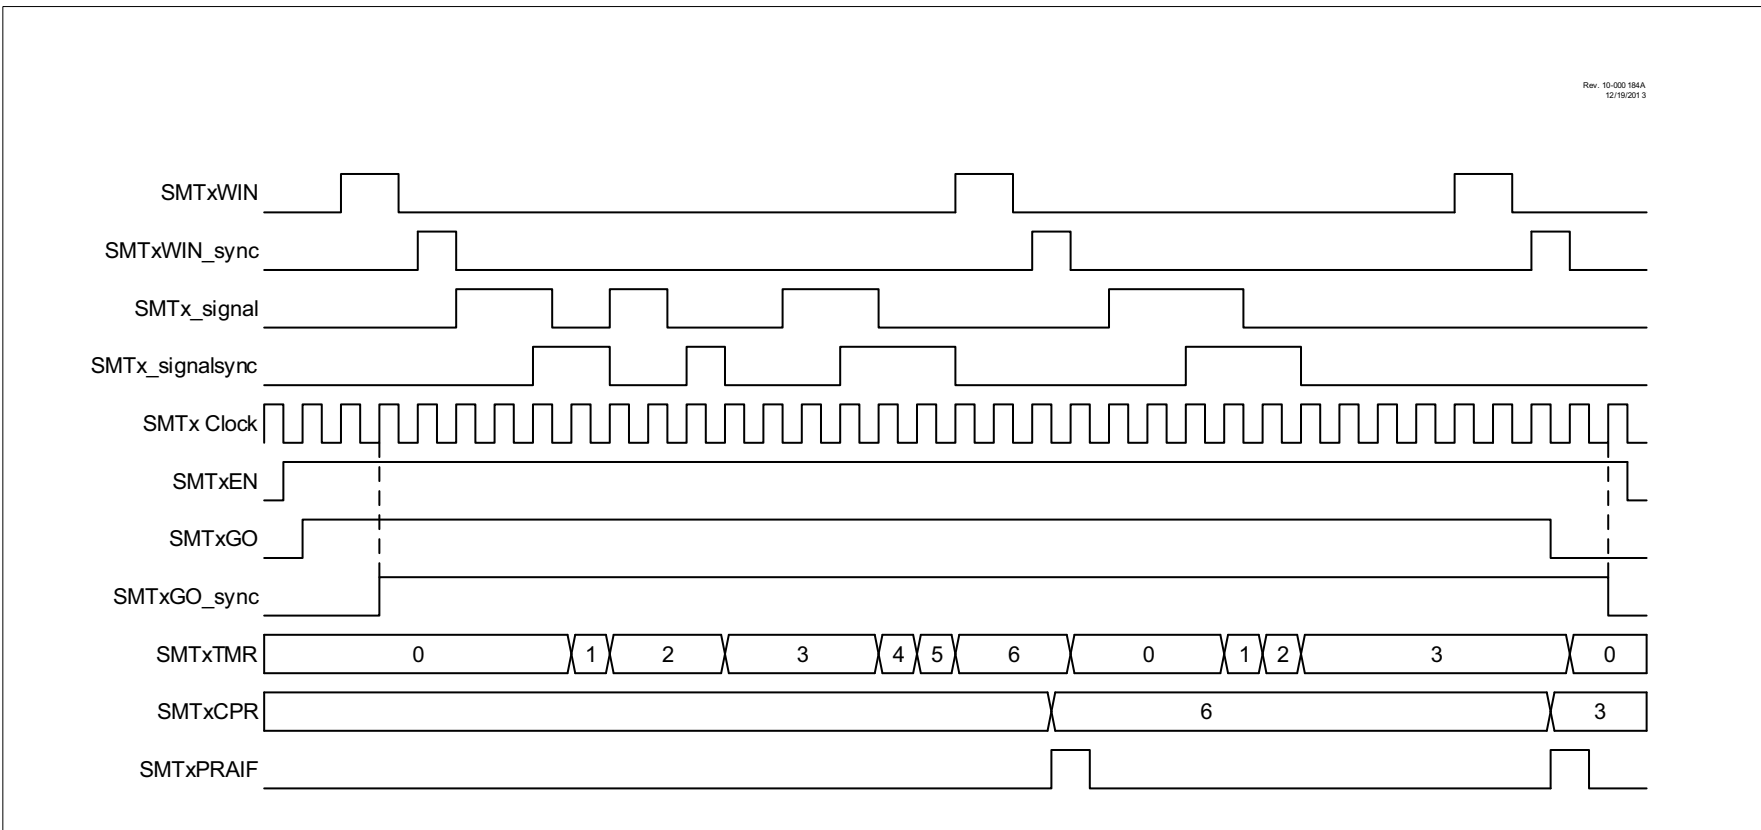 Rev. 10-000 184A
12/19/201 3
SMTxWIN
SMTxWIN_sync
SMTx_signal
SMTx_signalsync
SMTx Clock
SMTxEN
SMTxGO
SMTxGO_sync
SMTxTMR 0 1 2 3 4 5 6 0 1 2 3 0
SMTxCPR 6 3
SMTxPRAIF